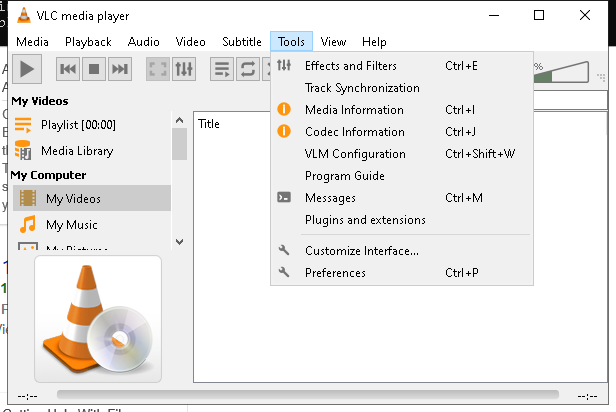 VLC media player
Media Playback Audio Video Subtitle Tools View Help
Effects and Filters Ctrl+E
Track Synchronization
Media Information Ctrl+I
Codec Information Ctrl+J
VLM Configuration Ctrl+Shift+W
Program Guide
Messages Ctrl+M
Plugins and extensions
Customize Interface...
Preferences Ctrl+P
%
My Videos
Playlist [00:00]
Media Library
My Computer
My Videos
My Music
My Pictures
Title
--:-- --:--